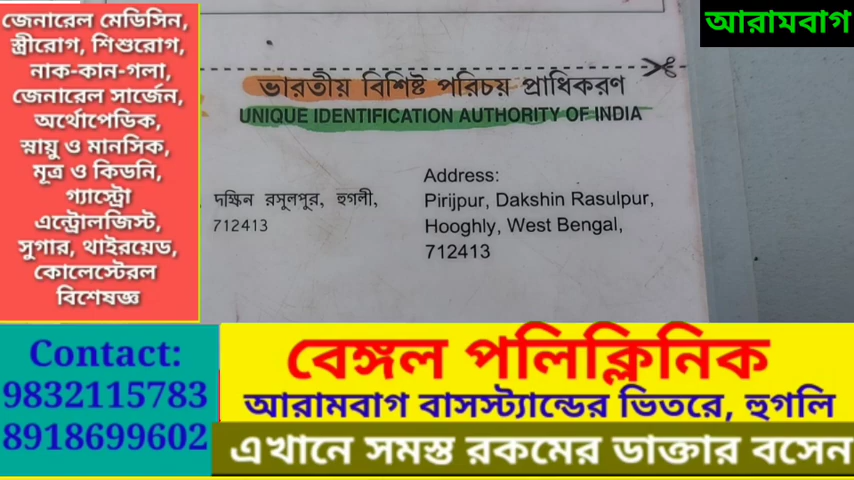 জেনারেল মেডিসিন,
স্ত্রীরোগ, শিশুরোগ,
নাক-কান-গলা,
জেনারেল সার্জেন,
অর্থোপেডিক,
স্নায়ু ও মানসিক,
মূত্র ও কিডনি,
গ্যাস্ট্রো
এন্ট্রোলজিস্ট,
সুগার, থাইরয়েড,
কোলেস্টেরল
বিশেষজ্ঞ
আরামবাগ
ভারতীয় বিশিষ্ট পরিচয় প্রাধিকরণ
UNIQUE IDENTIFICATION AUTHORITY OF INDIA
দক্ষিন রসুলপুর, হুগলী,
712413
Address:
Pirijpur, Dakshin Rasulpur,
Hooghly, West Bengal,
712413
Contact:
9832115783
8918699602
বেঙ্গল পলিক্লিনিক
আরামবাগ বাসস্ট্যান্ডের ভিতরে, হুগলি
এখানে সমস্ত রকমের ডাক্তার বসেন